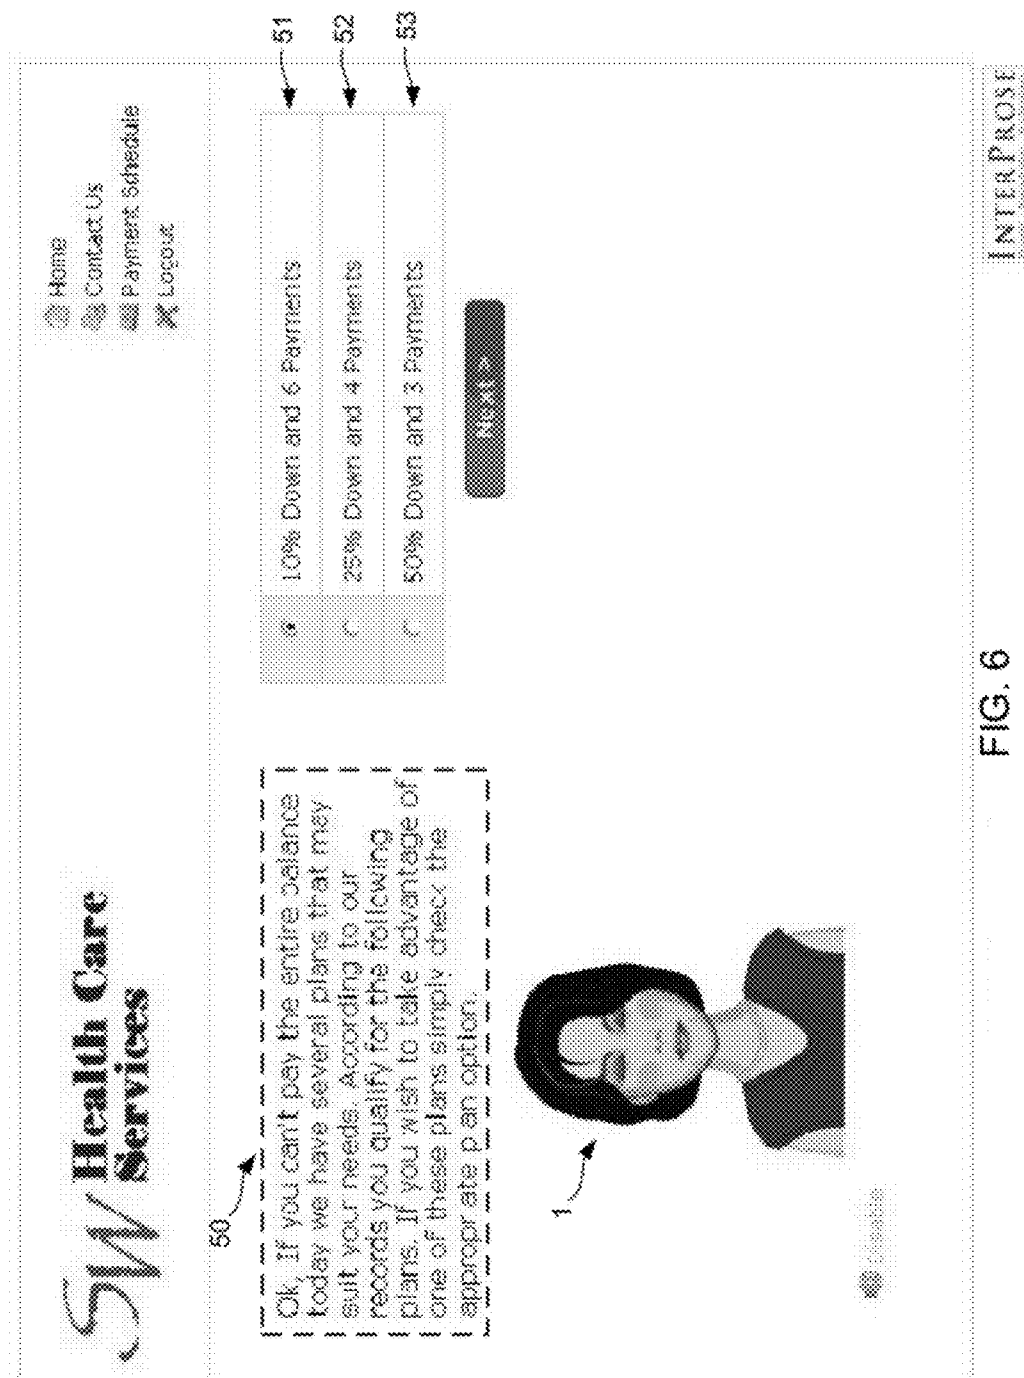 SW Health Care
Services
Home
Contact Us
Payment Schedule
Logout
50
Ok, If you can't pay the entire balance
today we have several plans that may
suit your needs. According to our
records you qualify for the following
plans. If you wish to take advantage of
one of these plans simply check the
appropriate plan option.
10% Down and 6 Payments
51
25% Down and 4 Payments
52
50% Down and 3 Payments
53
Next >
1
INTERPROSE
FIG. 6